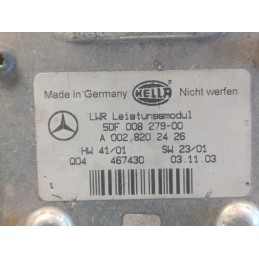 Made in Germany HELLA Nicht werfen
LWR Leistungsmodul
5DF 008 279-00
A 002 820 24 26
HW 41/01 SW 23/01
Q04 467430 03.11.03